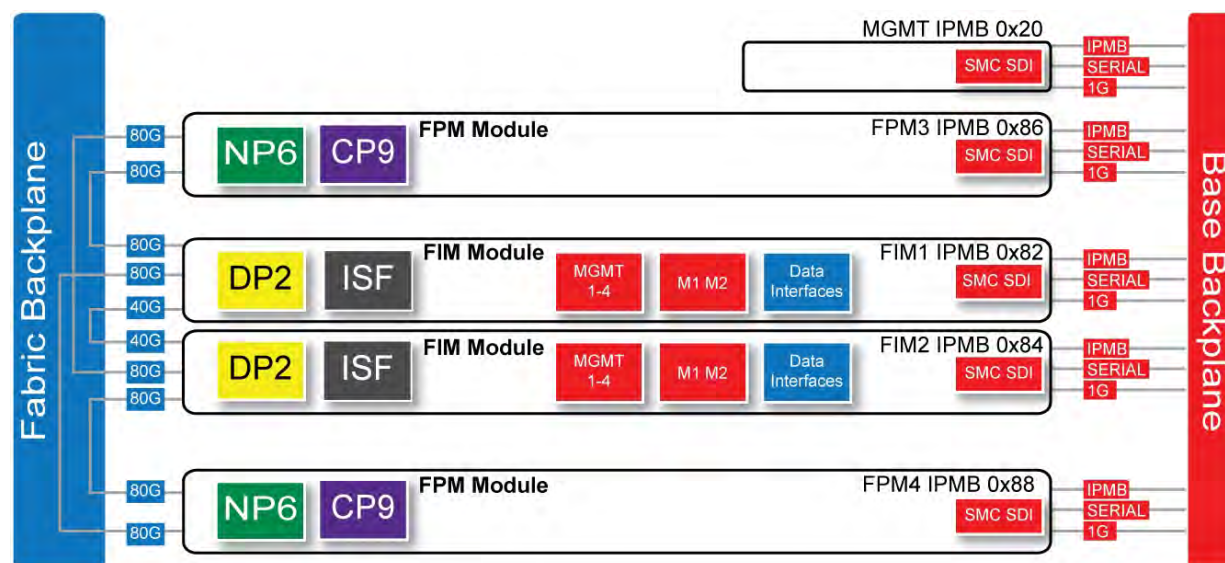 Fabric Backplane
Base Backplane
MGMT IPMB 0x20
SMC SDI
IPMB
SERIAL
1G
80G
80G
FPM Module
NP6
CP9
FPM3 IPMB 0x86
SMC SDI
IPMB
SERIAL
1G
80G
80G
40G
FIM Module
DP2
ISF
MGMT
1-4
M1 M2
Data
Interfaces
FIM1 IPMB 0x82
SMC SDI
IPMB
SERIAL
1G
40G
80G
80G
FIM Module
DP2
ISF
MGMT
1-4
M1 M2
Data
Interfaces
FIM2 IPMB 0x84
SMC SDI
IPMB
SERIAL
1G
80G
80G
FPM Module
NP6
CP9
FPM4 IPMB 0x88
SMC SDI
IPMB
SERIAL
1G